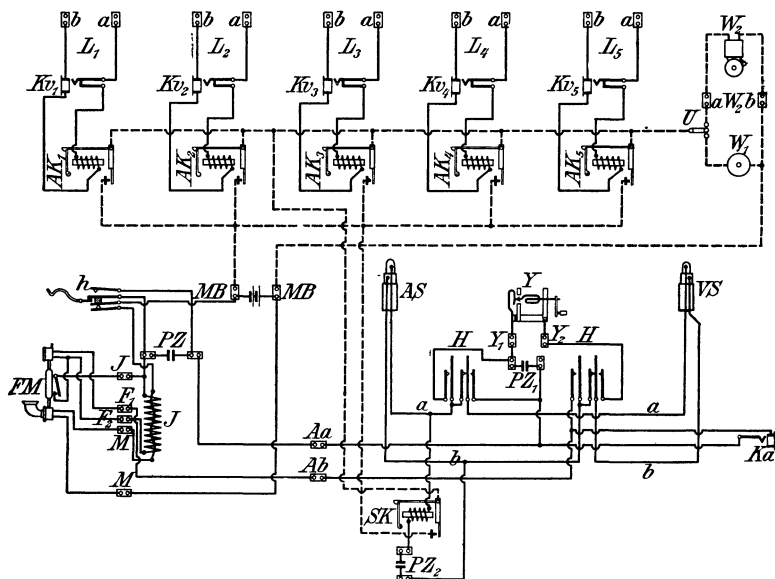 b a b a b a b a b a
L1 L2 L3 L4 L5 W2
Kv1 Kv2 Kv3 Kv4 Kv5 a W2 b
U
AK1 AK2 AK3 AK4 AK5 W1
h MB MB AS Y VS
PZ Y1 Y2
J H PZ1 H
FM F1 F2 J a a
M Aa
Ab b b Ka
M
SK
PZ2